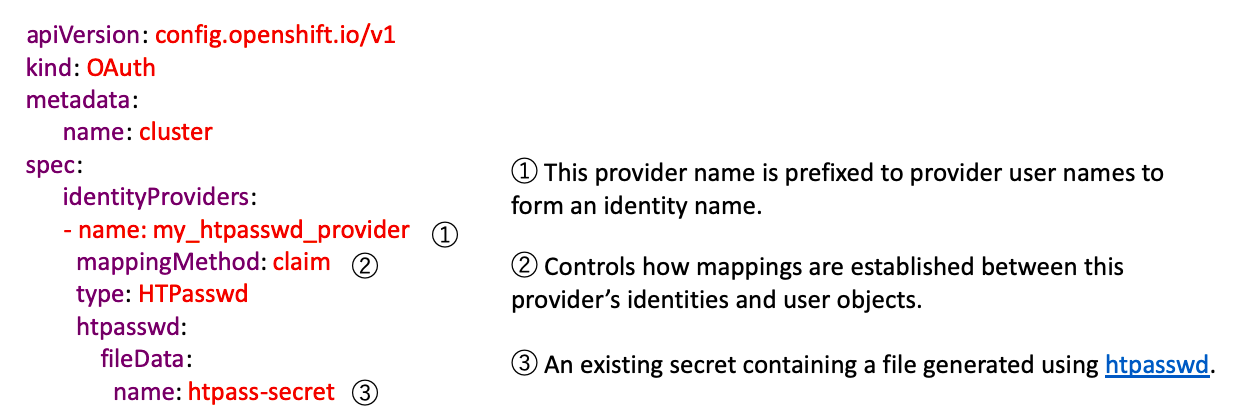 apiVersion: config.openshift.io/v1
kind: OAuth
metadata:
name: cluster
spec:
identityProviders:
- name: my_htpasswd_provider ①
mappingMethod: claim ②
type: HTPasswd
htpasswd:
fileData:
name: htpass-secret ③
① This provider name is prefixed to provider user names to
form an identity name.
② Controls how mappings are established between this
provider’s identities and user objects.
③ An existing secret containing a file generated using htpasswd.